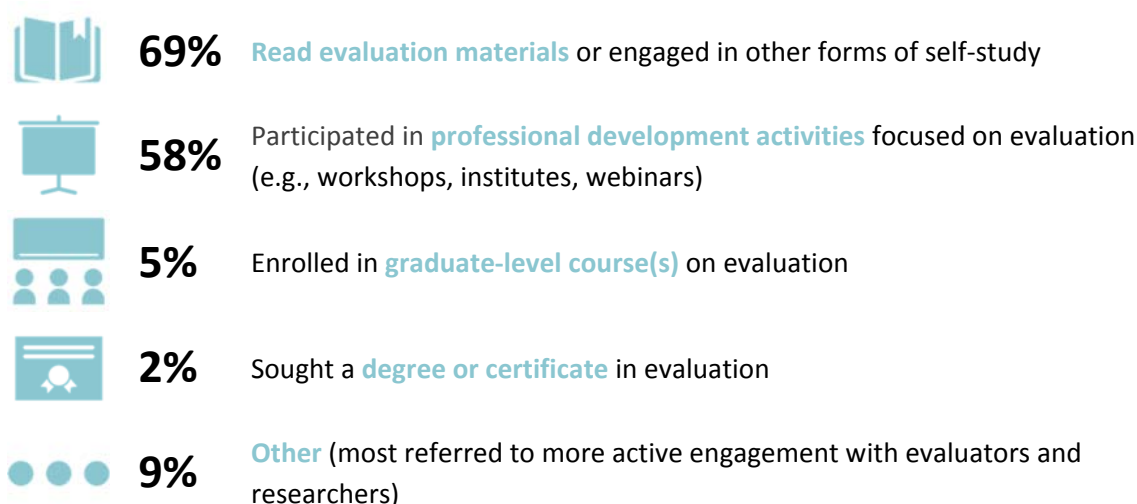 69% Read evaluation materials or engaged in other forms of self-study
58% Participated in professional development activities focused on evaluation
(e.g., workshops, institutes, webinars)
5% Enrolled in graduate-level course(s) on evaluation
2% Sought a degree or certificate in evaluation
9% Other (most referred to more active engagement with evaluators and
researchers)